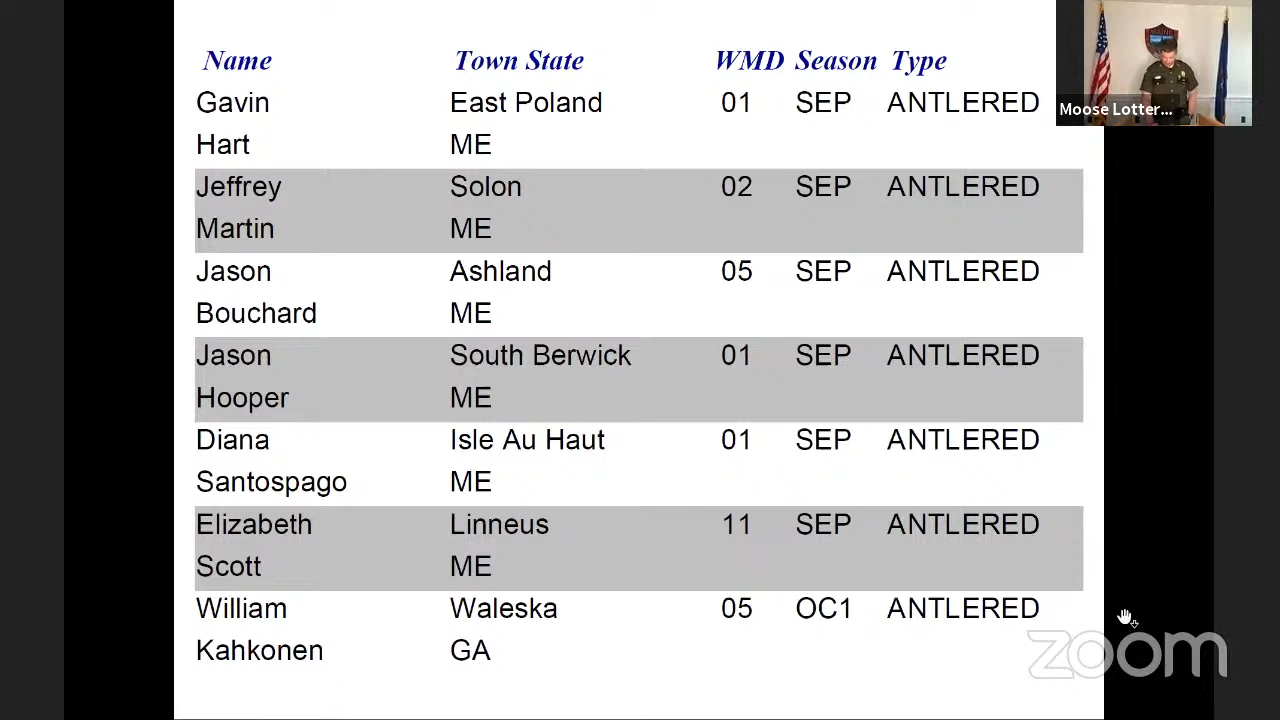 Name Town State WMD Season Type
Gavin East Poland 01 SEP ANTLERED
Hart ME
Jeffrey Solon 02 SEP ANTLERED
Martin ME
Jason Ashland 05 SEP ANTLERED
Bouchard ME
Jason South Berwick 01 SEP ANTLERED
Hooper ME
Diana Isle Au Haut 01 SEP ANTLERED
Santospago ME
Elizabeth Linneus 11 SEP ANTLERED
Scott ME
William Waleska 05 OC1 ANTLERED
Kahkonen GA
MAINE
Moose Lotter...
zoom